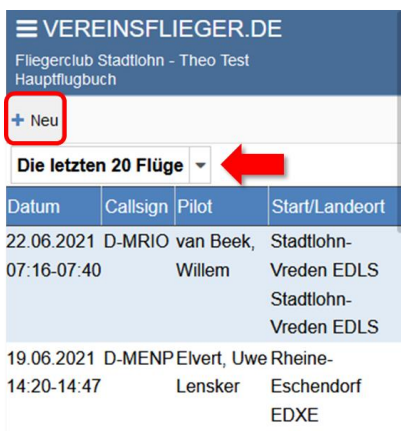 VEREINSFLIEGER.DE
Fliegerclub Stadtlohn - Theo Test
Hauptflugbuch
+ Neu
Die letzten 20 Flüge
Datum Callsign Pilot Start/Landeort
22.06.2021 D-MRIO van Beek, Stadtlohn-
07:16-07:40 Willem Vreden EDLS
Stadtlohn-
Vreden EDLS
19.06.2021 D-MENP Elvert, Uwe Rheine-
14:20-14:47 Lensker Eschendorf
EDXE